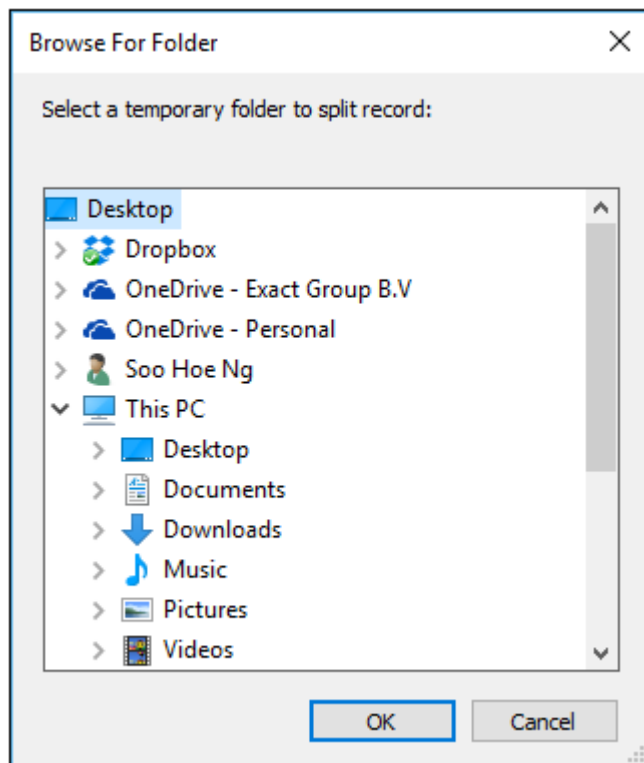 Browse For Folder
Select a temporary folder to split record:
Desktop
Dropbox
OneDrive - Exact Group B.V
OneDrive - Personal
Soo Hoe Ng
This PC
Desktop
Documents
Downloads
Music
Pictures
Videos
OK Cancel